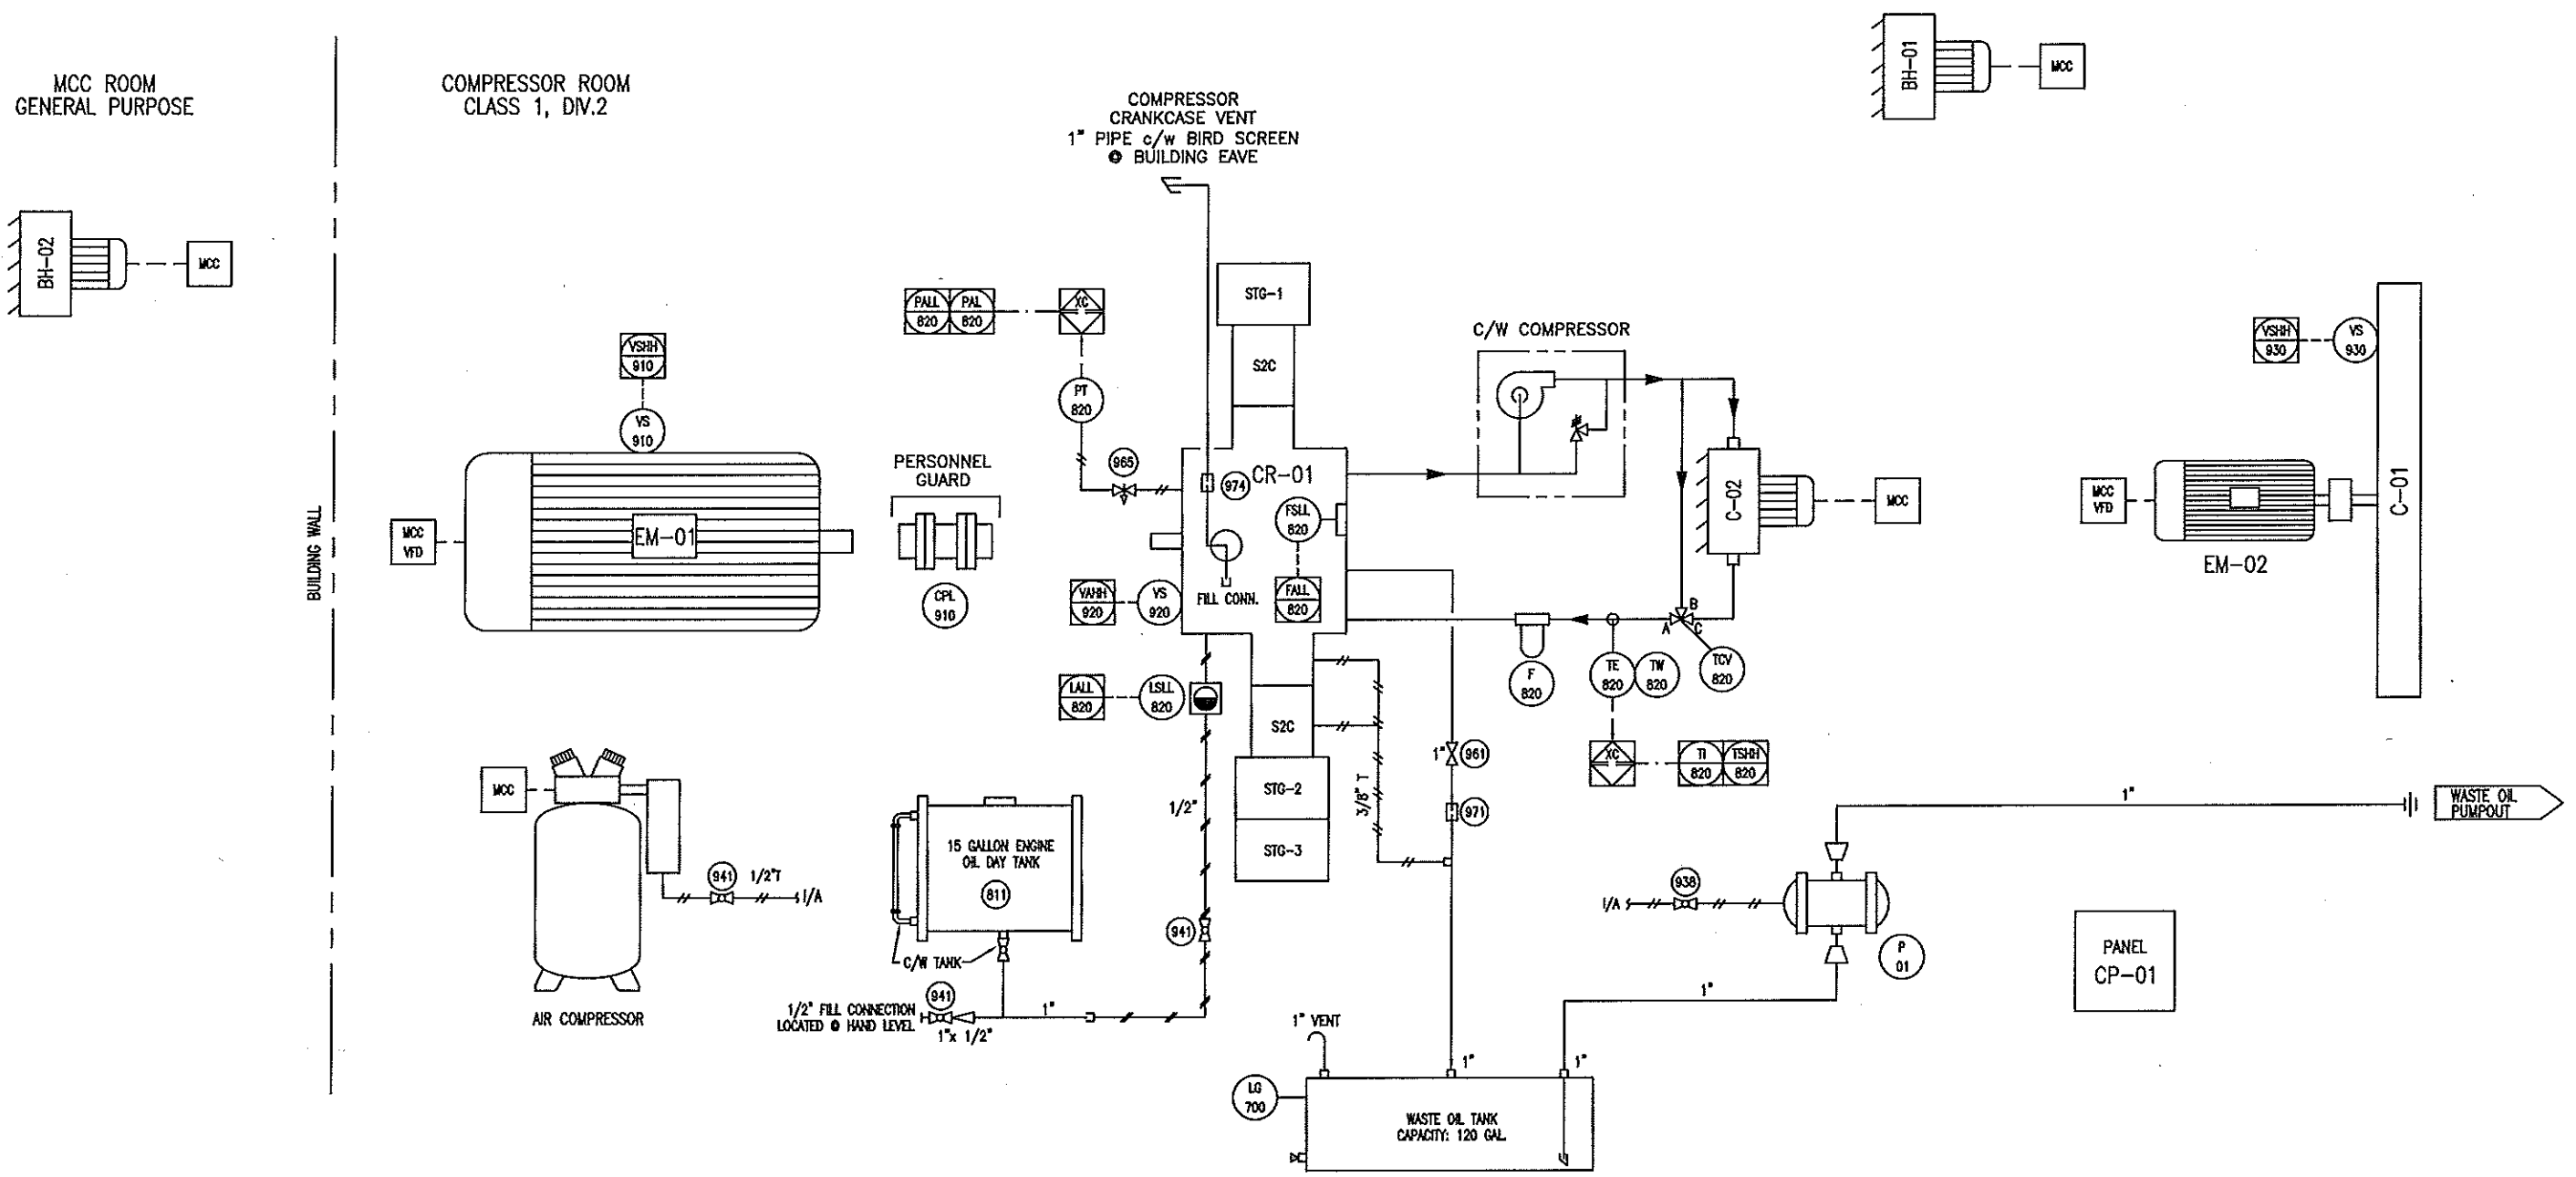 MCC ROOM
GENERAL PURPOSE
COMPRESSOR ROOM
CLASS 1, DIV.2
COMPRESSOR
CRANKCASE VENT
1" PIPE c/w BIRD SCREEN
@ BUILDING EAVE
BH-01
MCC
BH-02
MCC
BUILDING WALL
VSHH
910
VS
910
MCC
VFD
EM-01
PERSONNEL
GUARD
CPL
910
PALL
820
PAL
820
XC
PT
820
965
974
STG-1
S2C
CR-01
FSLL
820
FALL
820
FILL CONN.
VAHH
920
VS
920
LALL
820
LSLL
820
S2C
STG-2
STG-3
C/W COMPRESSOR
C-02
MCC
A
B
C
F
820
TE
820
TW
820
TCV
820
XC
TI
820
TSHH
820
VSHH
930
VS
930
MCC
VFD
EM-02
C-01
MCC
AIR COMPRESSOR
941
1/2"T
I/A
15 GALLON ENGINE
OIL DAY TANK
811
C/W TANK
941
1/2" FILL CONNECTION
LOCATED @ HAND LEVEL
1"x 1/2"
1"
941
1/2"
3/8" T
1"
961
971
1" VENT
1"
1"
LG
700
WASTE OIL TANK
CAPACITY: 120 GAL.
1"
I/A
938
P
01
1"
WASTE OIL
PUMPOUT
PANEL
CP-01